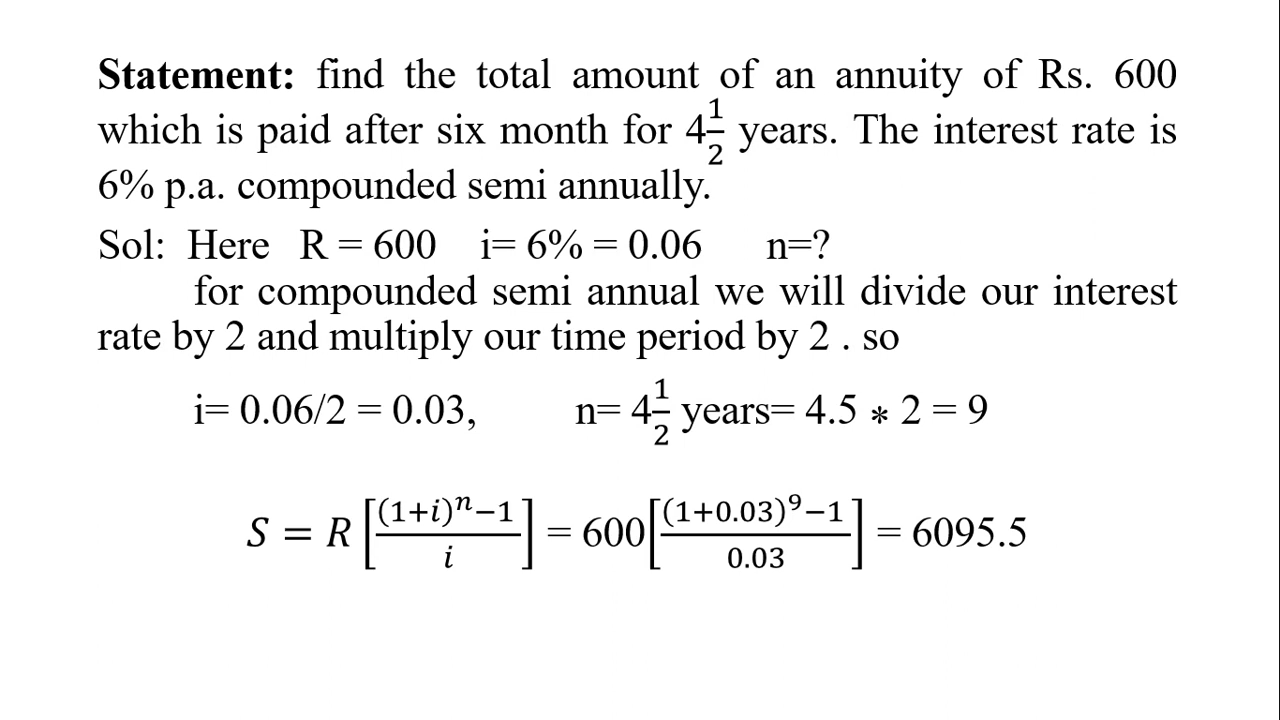 Statement: find the total amount of an annuity of Rs. 600
which is paid after six month for 4½ years. The interest rate is
6% p.a. compounded semi annually.
Sol: Here R = 600 i= 6% = 0.06 n=?
for compounded semi annual we will divide our interest
rate by 2 and multiply our time period by 2 . so
i= 0.06/2 = 0.03, n= 4½ years= 4.5 * 2 = 9
S = R [((1+i)ⁿ−1)/i] = 600[((1+0.03)⁹−1)/0.03] = 6095.5